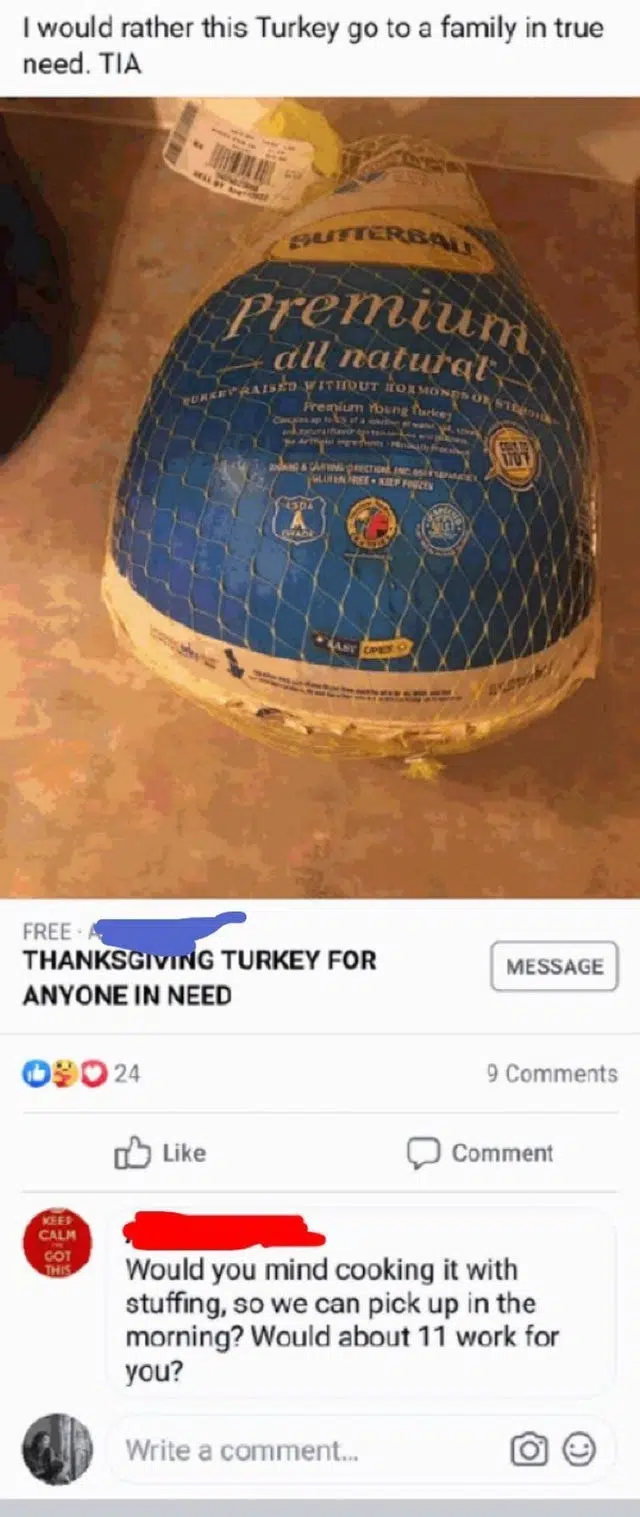 I would rather this Turkey go to a family in true
need. TIA
BUTTERBALL
Premium
all natural
TURKEY RAISED WITHOUT HORMONES OR STEROIDS
Premium Young Turkey
GLUTEN FREE • KEEP FROZEN
USDA
A
GRADE
EASY OPEN
FREE ·
THANKSGIVING TURKEY FOR
ANYONE IN NEED
MESSAGE
24
9 Comments
Like
Comment
KEEP
CALM
GOT
THIS
Would you mind cooking it with
stuffing, so we can pick up in the
morning? Would about 11 work for
you?
Write a comment...